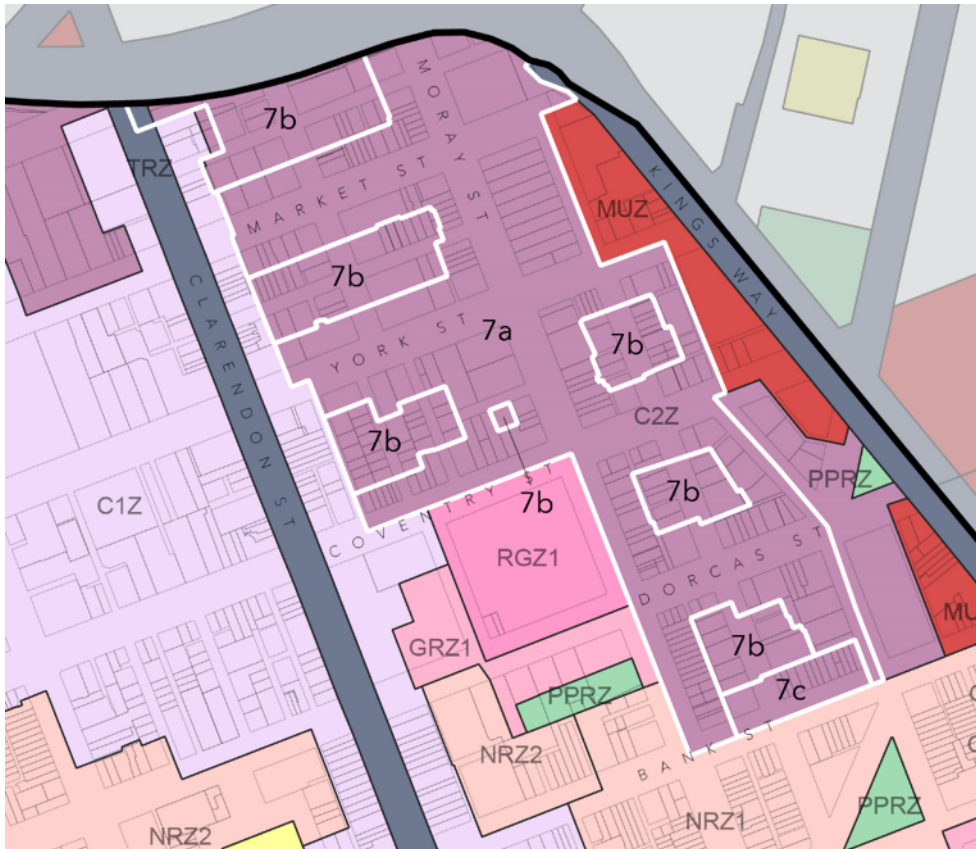 7b
MORAY ST
TRZ
MARKET ST
MUZ
KINGS WAY
7b
CLARENDON ST
YORK ST
7a
7b
C2Z
7b
PPRZ
7b
C1Z
COVENTRY ST
7b
RGZ1
DORCAS ST
MU
GRZ1
7b
PPRZ
7c
NRZ2
BANK ST
PPRZ
NRZ1
NRZ2